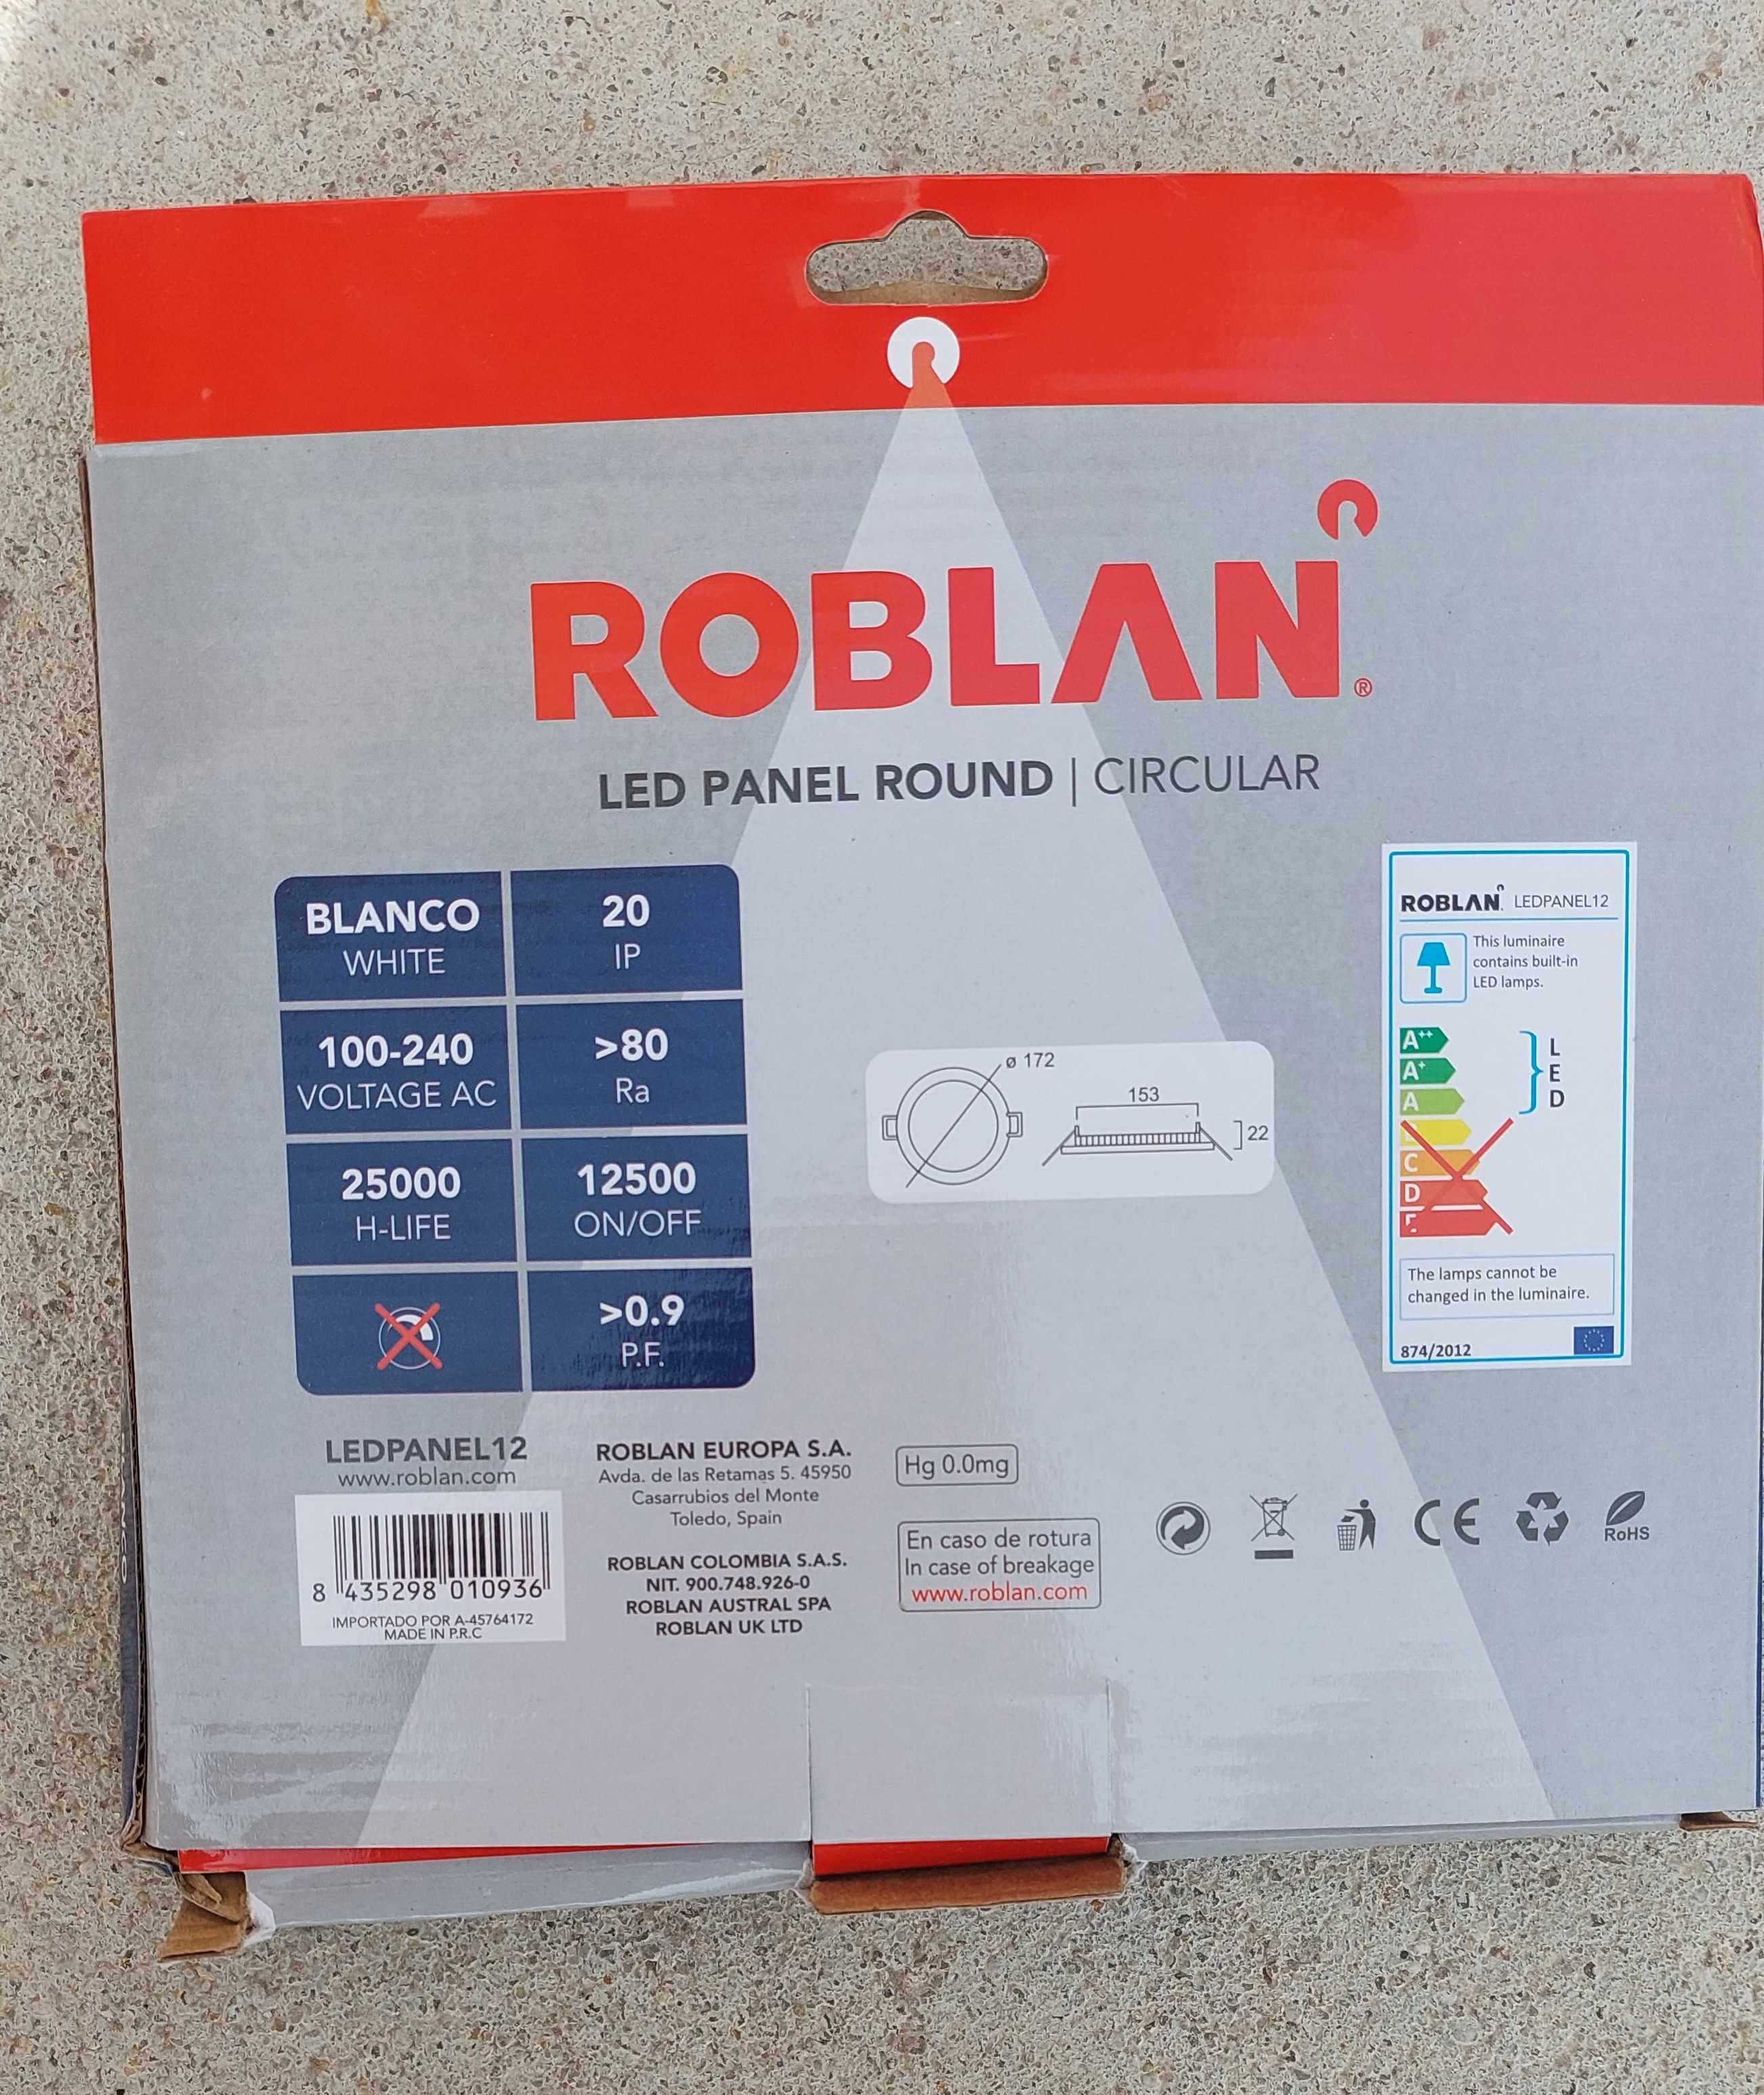 ROBLAN®
LED PANEL ROUND | CIRCULAR
BLANCO
WHITE
20
IP
100-240
VOLTAGE AC
>80
Ra
25000
H-LIFE
12500
ON/OFF
>0.9
P.F.
ø 172
153
22
ROBLAN LEDPANEL12
This luminaire
contains built-in
LED lamps.
A++
A+
A
C
D
E
L
E
D
The lamps cannot be
changed in the luminaire.
874/2012
LEDPANEL12
www.roblan.com
8 435298 010936
IMPORTADO POR A-45764172
MADE IN P.R.C
ROBLAN EUROPA S.A.
Avda. de las Retamas 5. 45950
Casarrubios del Monte
Toledo, Spain
ROBLAN COLOMBIA S.A.S.
NIT. 900.748.926-0
ROBLAN AUSTRAL SPA
ROBLAN UK LTD
Hg 0.0mg
En caso de rotura
In case of breakage
www.roblan.com
CE
RoHS